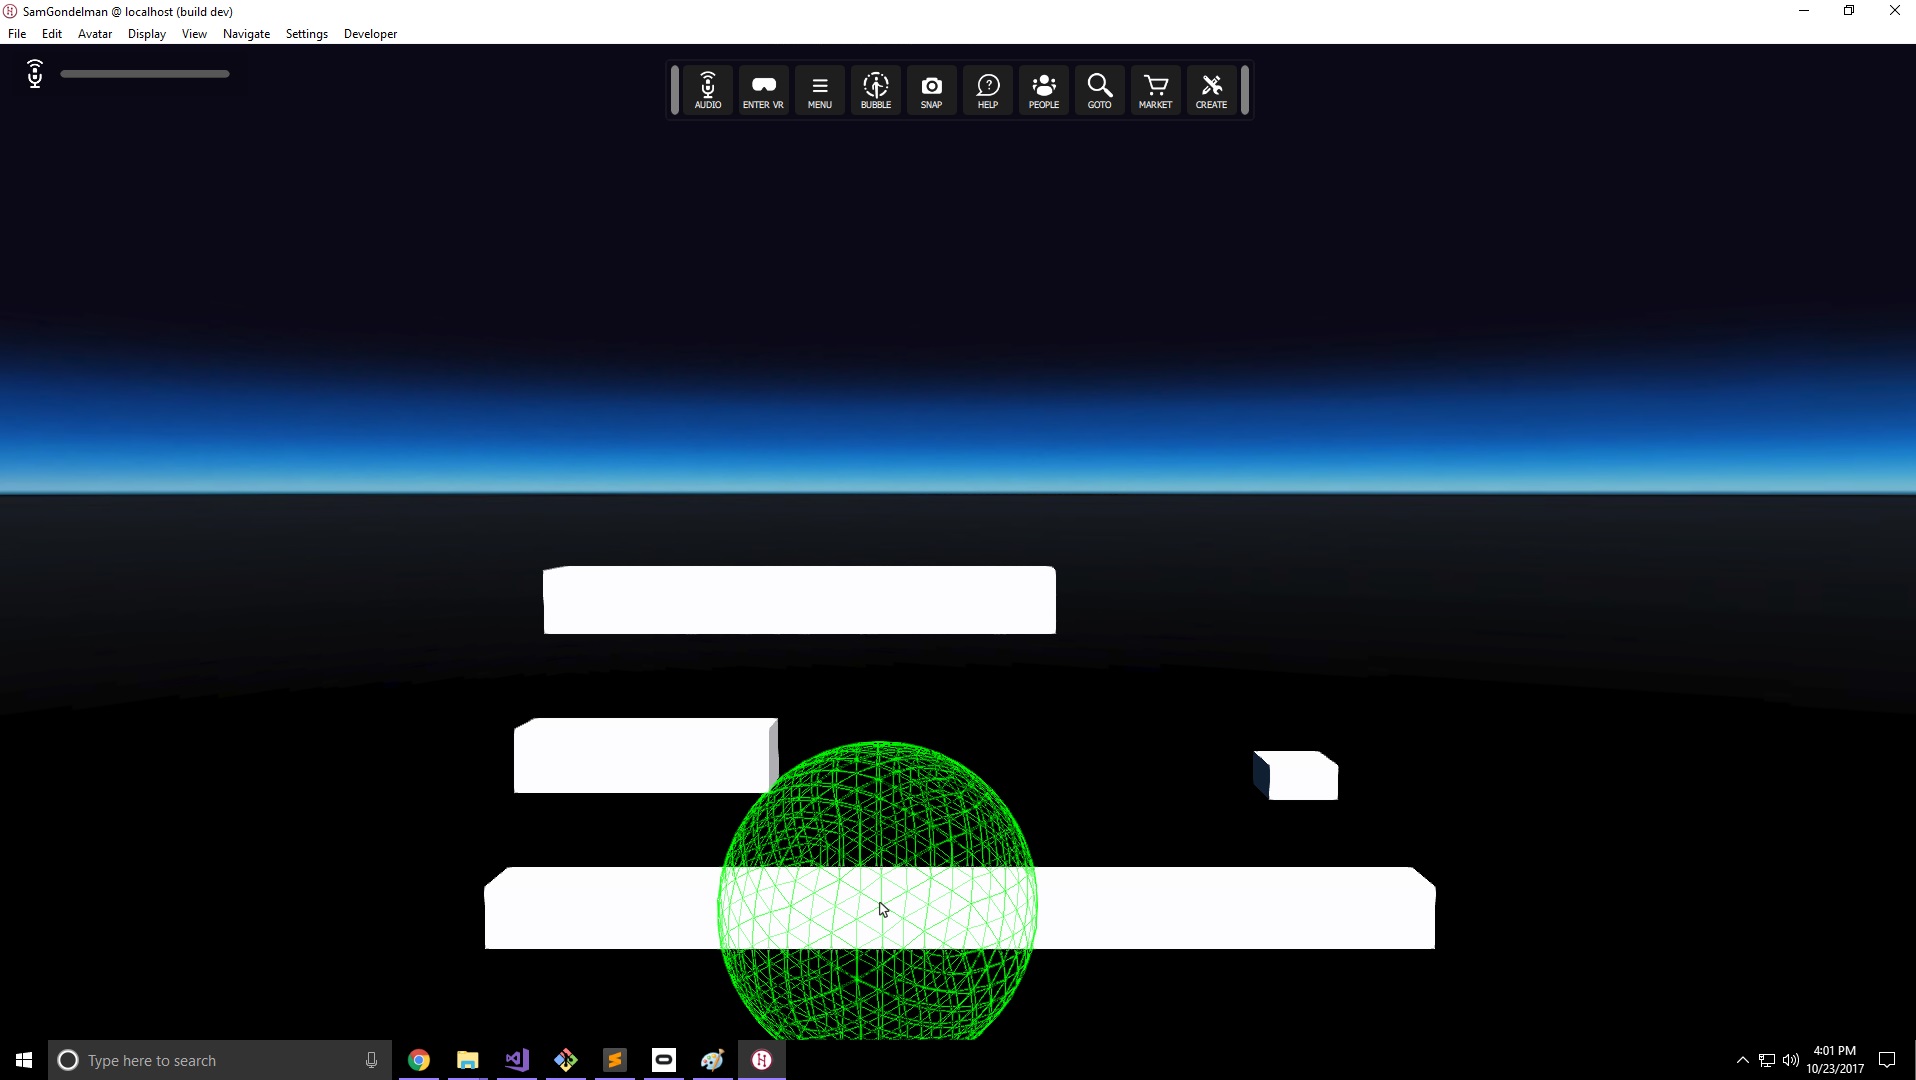 SamGondelman @ localhost (build dev)
File Edit Avatar Display View Navigate Settings Developer
AUDIO ENTER VR MENU BUBBLE SNAP HELP PEOPLE GOTO MARKET CREATE
Type here to search
4:01 PM
10/23/2017